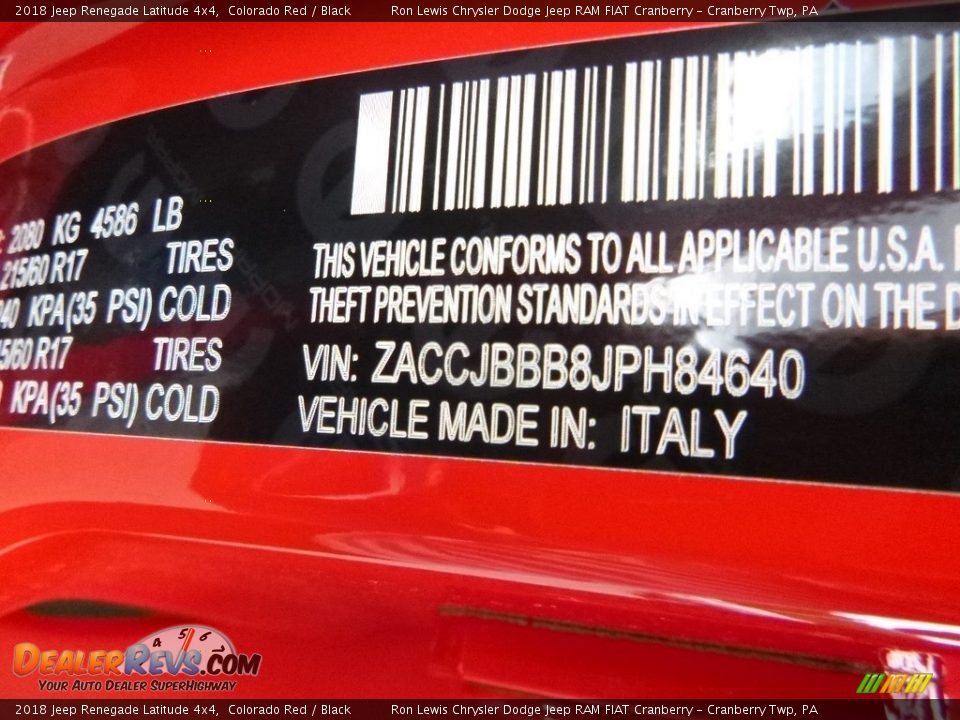 2018 Jeep Renegade Latitude 4x4, Colorado Red / Black Ron Lewis Chrysler Dodge Jeep RAM FIAT Cranberry - Cranberry Twp, PA
2080 KG 4586 LB
215/60 R17 TIRES
KPA (35 PSI) COLD
R17 TIRES
KPA (35 PSI) COLD
THIS VEHICLE CONFORMS TO ALL APPLICABLE U.S.A.
THEFT PREVENTION STANDARDS IN EFFECT ON THE D
VIN: ZACCJBBB8JPH84640
VEHICLE MADE IN: ITALY
4 5 6
DEALERREVS.COM
YOUR AUTO DEALER SUPERHIGHWAY
2018 Jeep Renegade Latitude 4x4, Colorado Red / Black Ron Lewis Chrysler Dodge Jeep RAM FIAT Cranberry - Cranberry Twp, PA